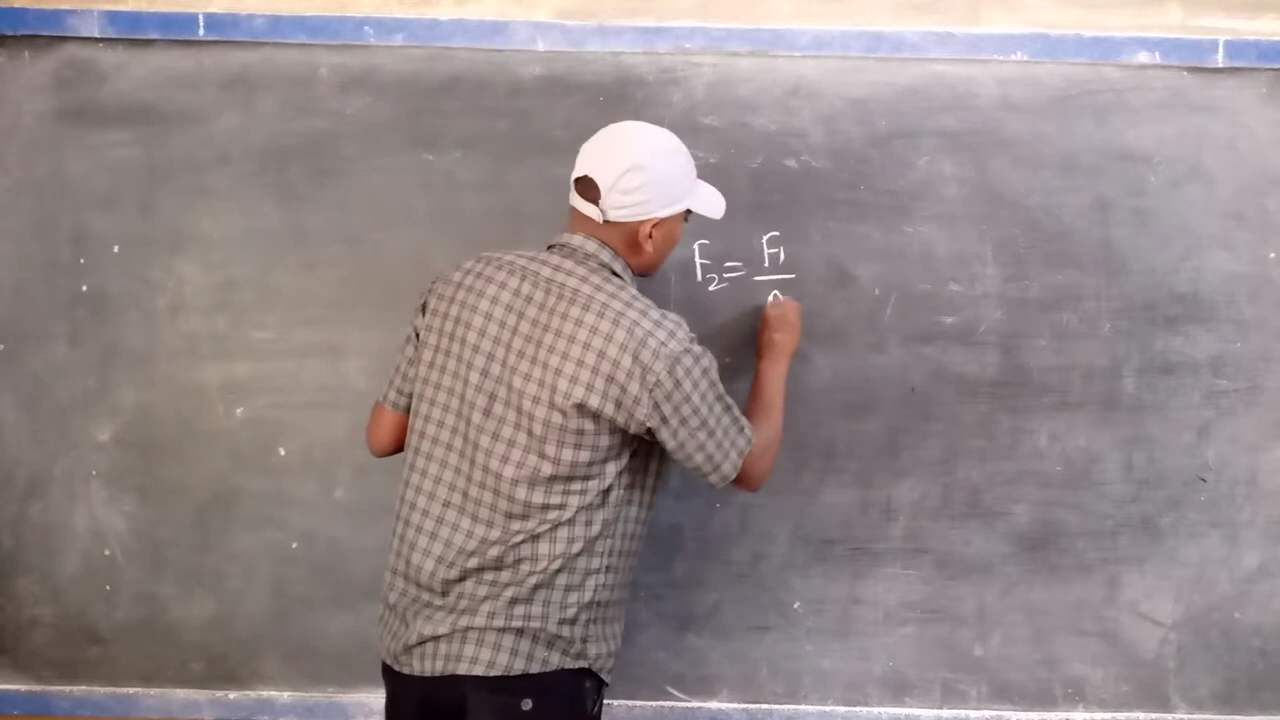 F₂ = F₁/